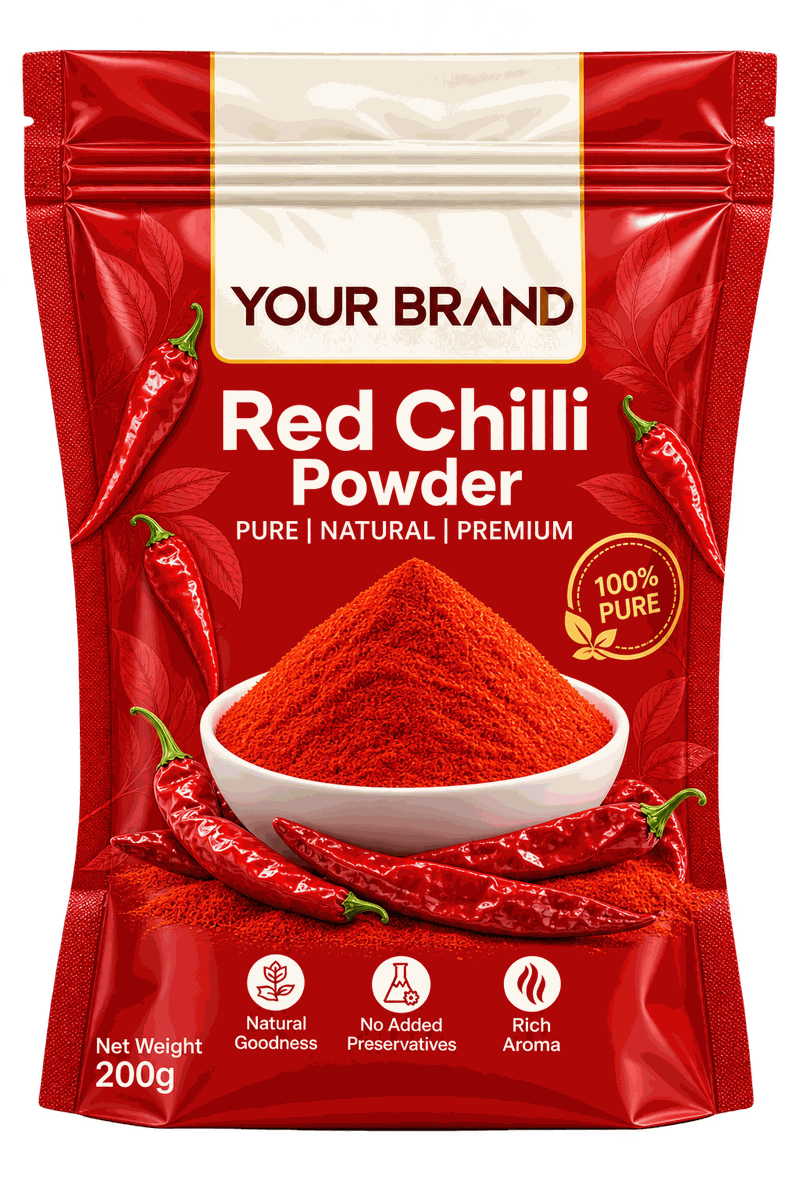 YOUR BRAND
Red Chilli
Powder
PURE | NATURAL | PREMIUM
100%
PURE
Natural
Goodness
No Added
Preservatives
Rich
Aroma
Net Weight
200g